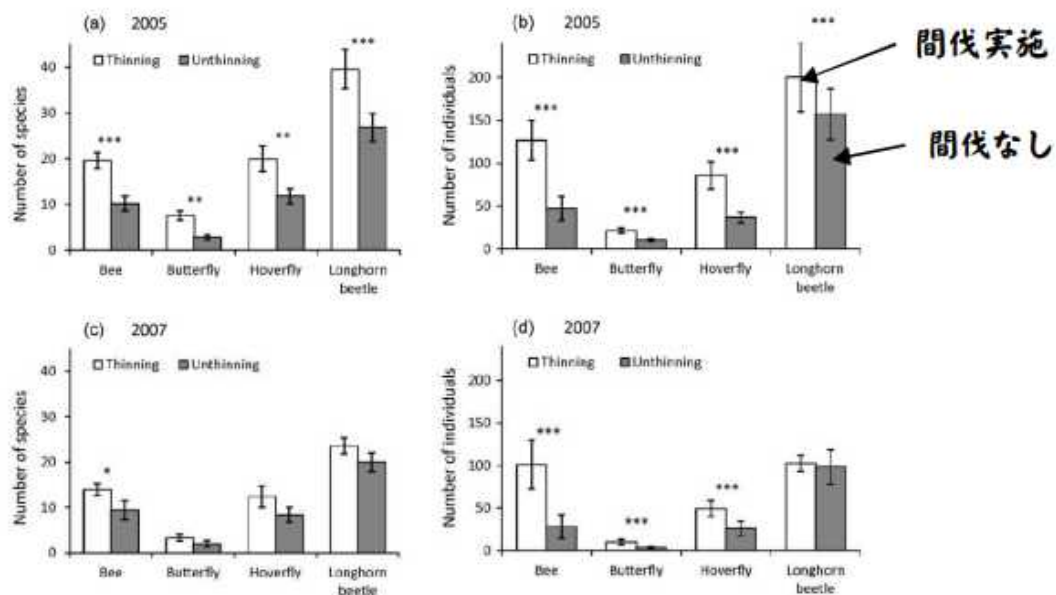 (a) 2005
***
Thinning Unthinning
Number of species
40
30
20
10
0
***
**
**
Bee Butterfly Hoverfly Longhorn
beetle
(b) 2005
***
Thinning Unthinning
Number of individuals
200
150
100
50
0
***
***
***
Bee Butterfly Hoverfly Longhorn
beetle
間伐実施
間伐なし
(c) 2007
Thinning Unthinning
Number of species
40
30
20
10
0
*
Bee Butterfly Hoverfly Longhorn
beetle
(d) 2007
Thinning Unthinning
Number of individuals
200
150
100
50
0
***
***
***
Bee Butterfly Hoverfly Longhorn
beetle